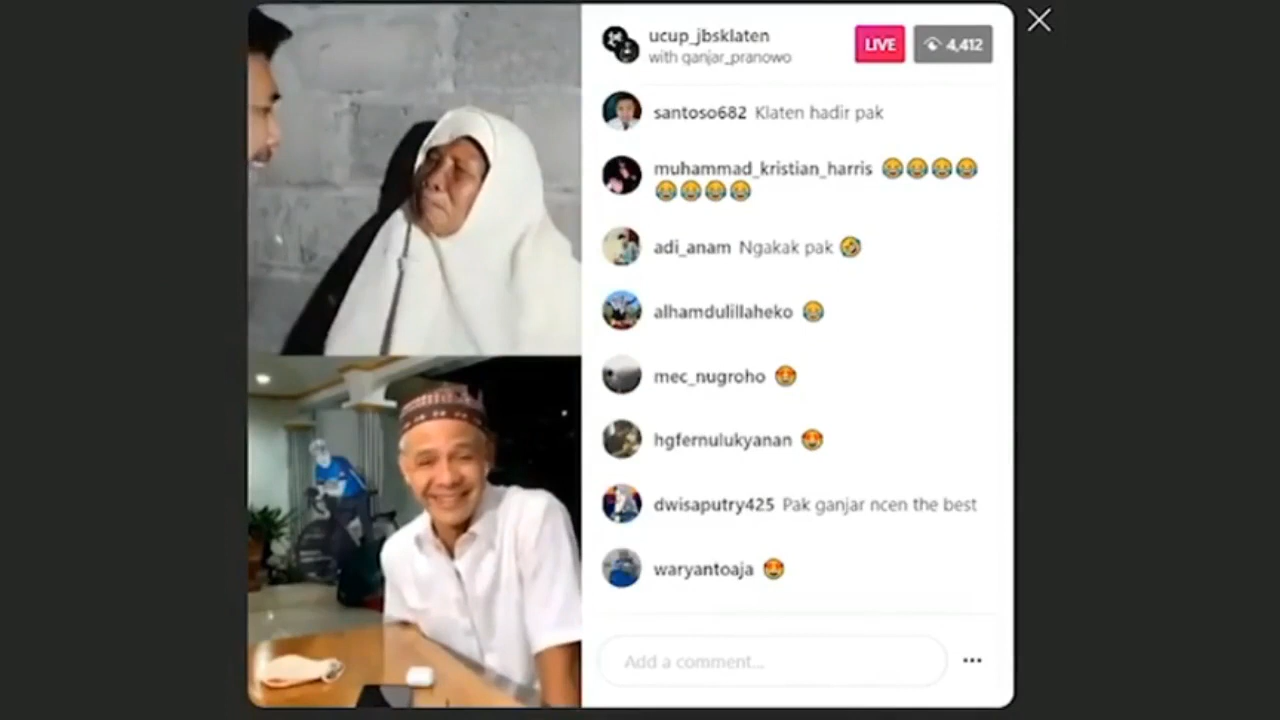 ucup_jbsklaten
with ganjar_pranowo
LIVE
4,412
santoso682 Klaten hadir pak
muhammad_kristian_harris 😂😂😂😂
😂😂😂😂
adi_anam Ngakak pak 🤣
alhamdulillaheko 😂
mec_nugroho 😍
hgfernulukyanan 😍
dwisaputry425 Pak ganjar ncen the best
waryantoaja 😍
Add a comment...